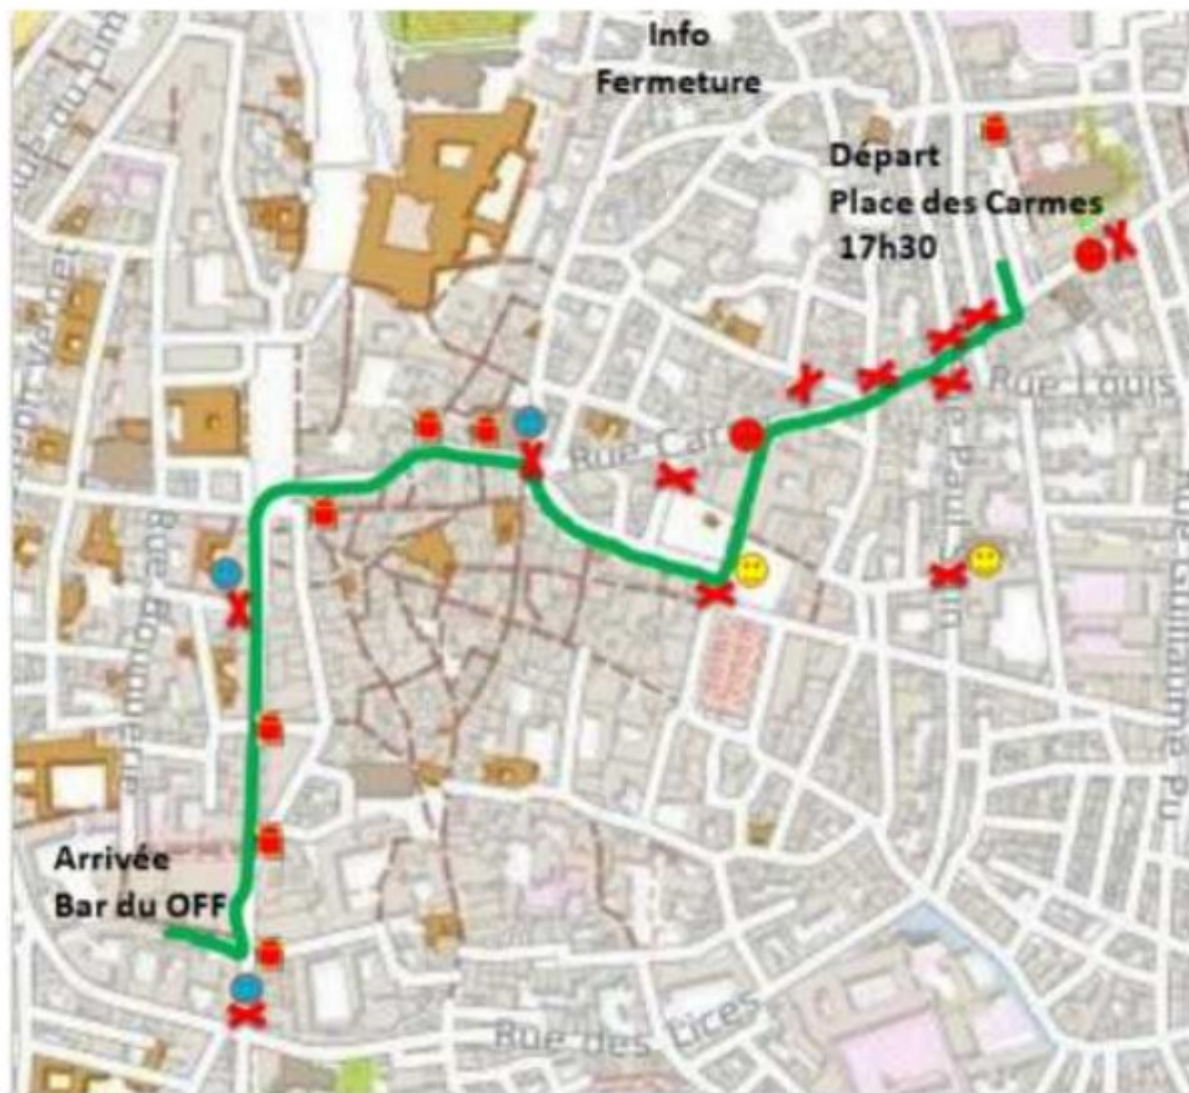 Info
Fermeture
Départ
Place des Carmes
17h30
Rue Louis
Rue Car
Arrivée
Bar du OFF
Rue des Lices